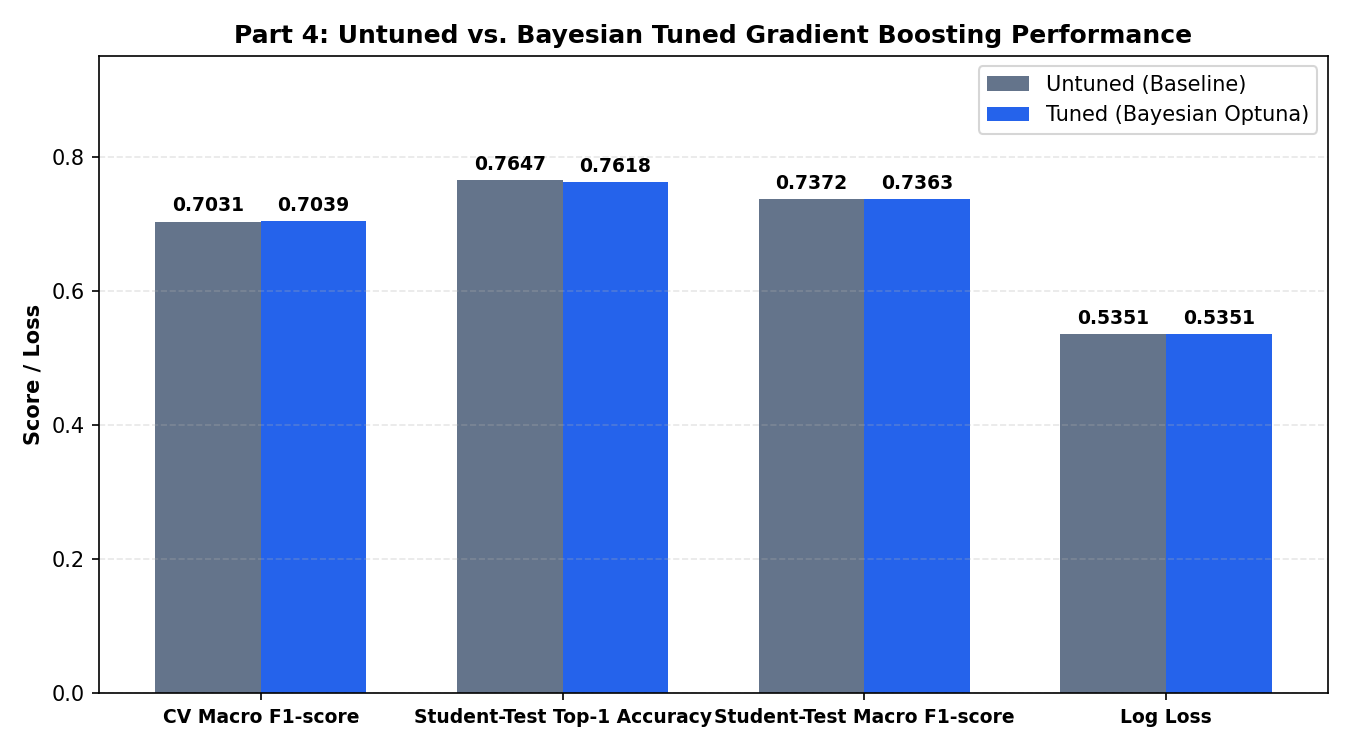 Part 4: Untuned vs. Bayesian Tuned Gradient Boosting Performance
Untuned (Baseline)
Tuned (Bayesian Optuna)
Score / Loss
0.8
0.6
0.4
0.2
0.0
0.7031
0.7039
0.7647
0.7618
0.7372
0.7363
0.5351
0.5351
CV Macro F1-score
Student-Test Top-1 Accuracy
Student-Test Macro F1-score
Log Loss